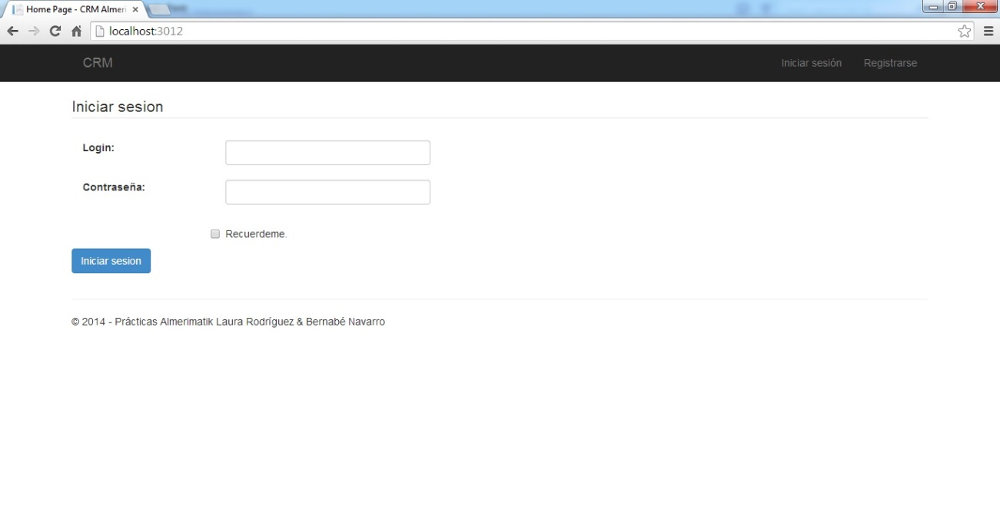 Home Page - CRM Almeri
localhost:3012
CRM
Iniciar sesión
Registrarse
Iniciar sesion
Login:
Contraseña:
Recuerdeme.
Iniciar sesion
© 2014 - Prácticas Almerimatik Laura Rodríguez & Bernabé Navarro